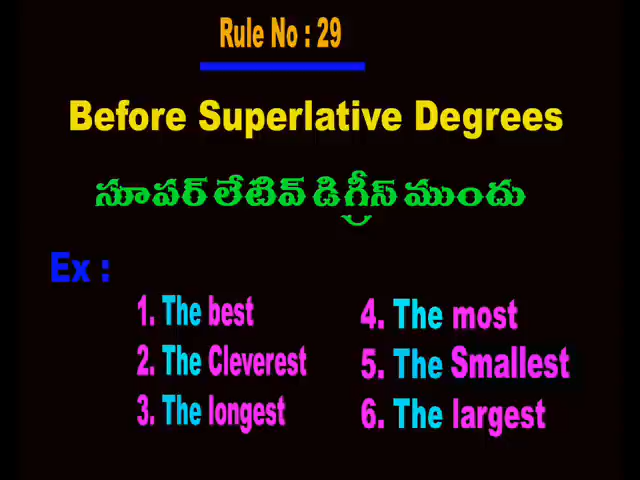 Rule No : 29
Before Superlative Degrees
సూపర్ లేటివ్ డిగ్రీస్ ముందు
Ex :
1. The best
2. The Cleverest
3. The longest
4. The most
5. The Smallest
6. The largest